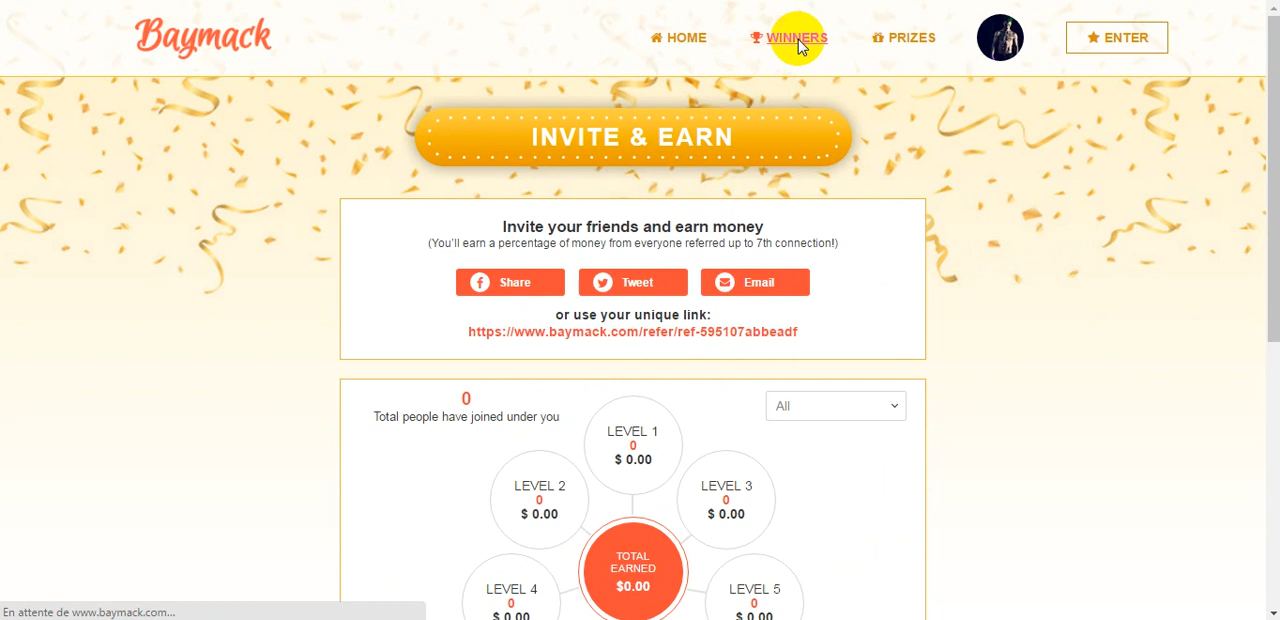 Baymack
HOME
WINNERS
PRIZES
ENTER
INVITE & EARN
Invite your friends and earn money
(You'll earn a percentage of money from everyone referred up to 7th connection!)
Share
Tweet
Email
or use your unique link:
https://www.baymack.com/refer/ref-595107abbeadf
0
Total people have joined under you
All
LEVEL 1
0
$ 0.00
LEVEL 2
0
$ 0.00
LEVEL 3
0
$ 0.00
TOTAL
EARNED
$0.00
LEVEL 4
0
$ 0.00
LEVEL 5
0
$ 0.00
En attente de www.baymack.com...